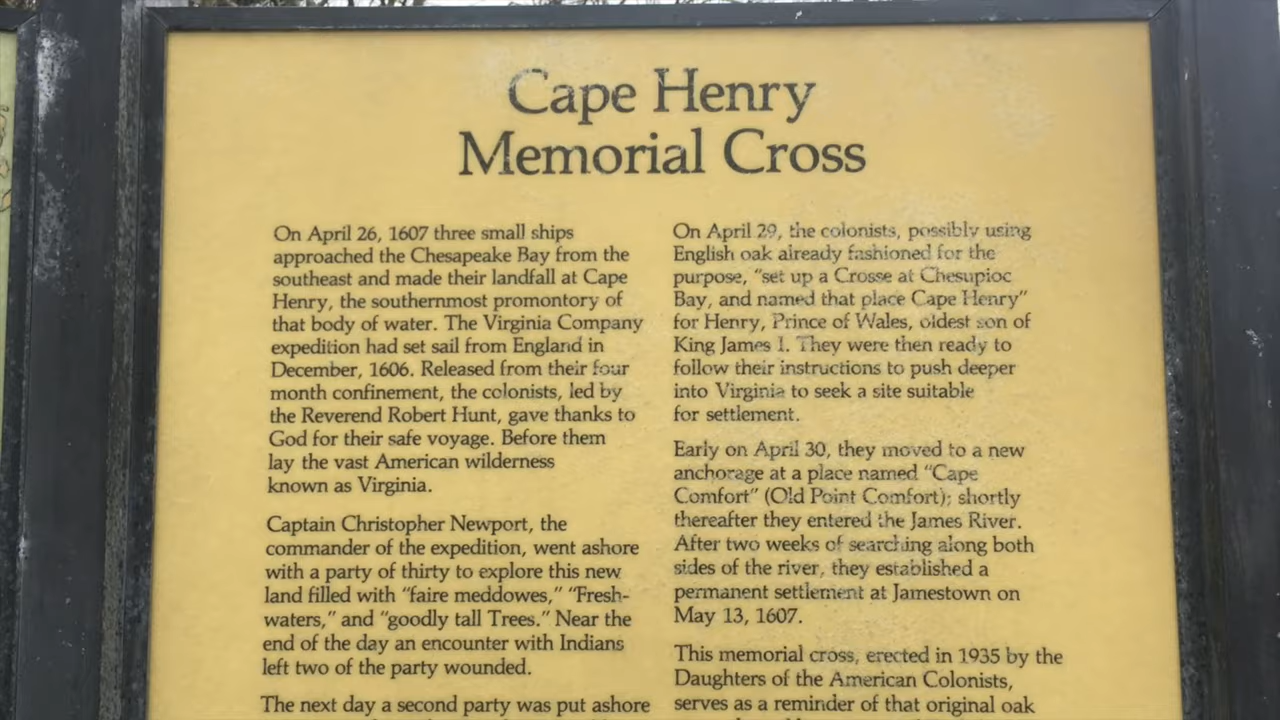 Cape Henry
Memorial Cross
On April 26, 1607 three small ships
approached the Chesapeake Bay from the
southeast and made their landfall at Cape
Henry, the southernmost promontory of
that body of water. The Virginia Company
expedition had set sail from England in
December, 1606. Released from their four
month confinement, the colonists, led by
the Reverend Robert Hunt, gave thanks to
God for their safe voyage. Before them
lay the vast American wilderness
known as Virginia.
Captain Christopher Newport, the
commander of the expedition, went ashore
with a party of thirty to explore this new
land filled with "faire meddowes," "Fresh-
waters," and "goodly tall Trees." Near the
end of the day an encounter with Indians
left two of the party wounded.
The next day a second party was put ashore
On April 29, the colonists, possibly using
English oak already fashioned for the
purpose, "set up a Crosse at Chesupioc
Bay, and named that place Cape Henry"
for Henry, Prince of Wales, oldest son of
King James I. They were then ready to
follow their instructions to push deeper
into Virginia to seek a site suitable
for settlement.
Early on April 30, they moved to a new
anchorage at a place named "Cape
Comfort" (Old Point Comfort); shortly
thereafter they entered the James River.
After two weeks of searching along both
sides of the river, they established a
permanent settlement at Jamestown on
May 13, 1607.
This memorial cross, erected in 1935 by the
Daughters of the American Colonists,
serves as a reminder of that original oak